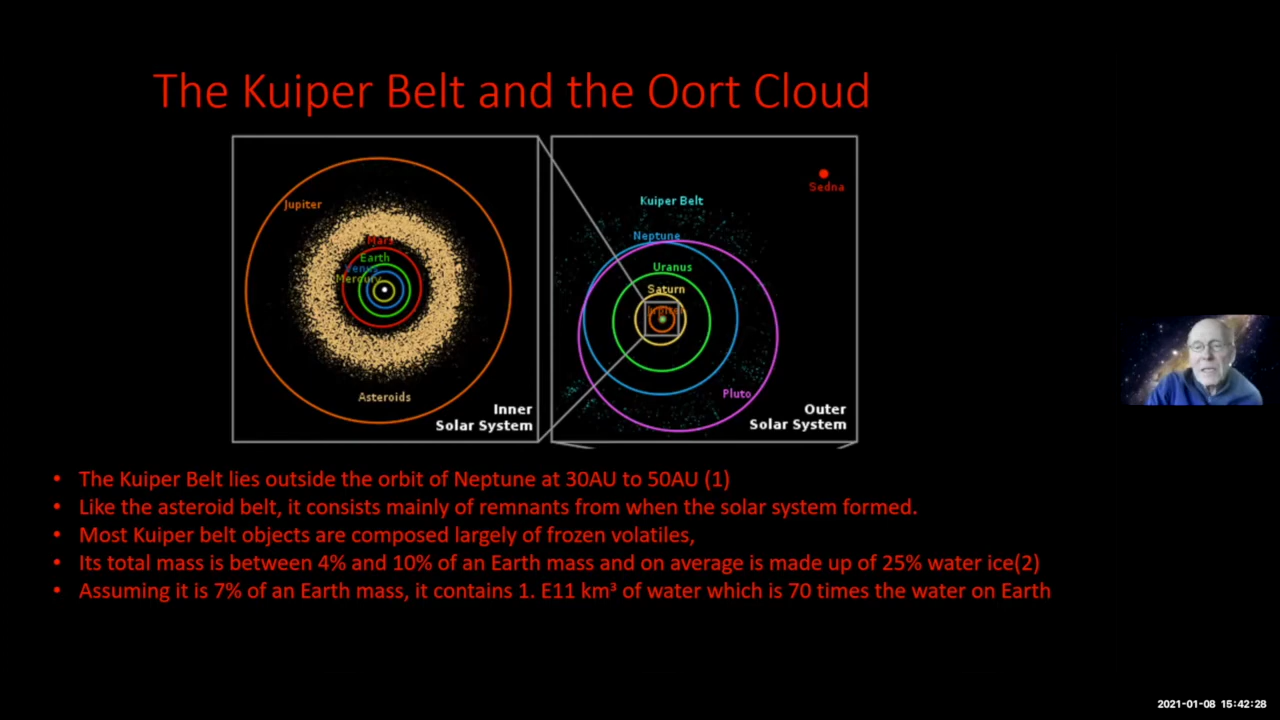 The Kuiper Belt and the Oort Cloud
Jupiter
Mars
Earth
Venus
Mercury
Asteroids
Inner
Solar System
Sedna
Kuiper Belt
Neptune
Uranus
Saturn
Jupiter
Pluto
Outer
Solar System
• The Kuiper Belt lies outside the orbit of Neptune at 30AU to 50AU (1)
• Like the asteroid belt, it consists mainly of remnants from when the solar system formed.
• Most Kuiper belt objects are composed largely of frozen volatiles,
• Its total mass is between 4% and 10% of an Earth mass and on average is made up of 25% water ice(2)
• Assuming it is 7% of an Earth mass, it contains 1. E11 km³ of water which is 70 times the water on Earth
2021-01-08 15:42:28